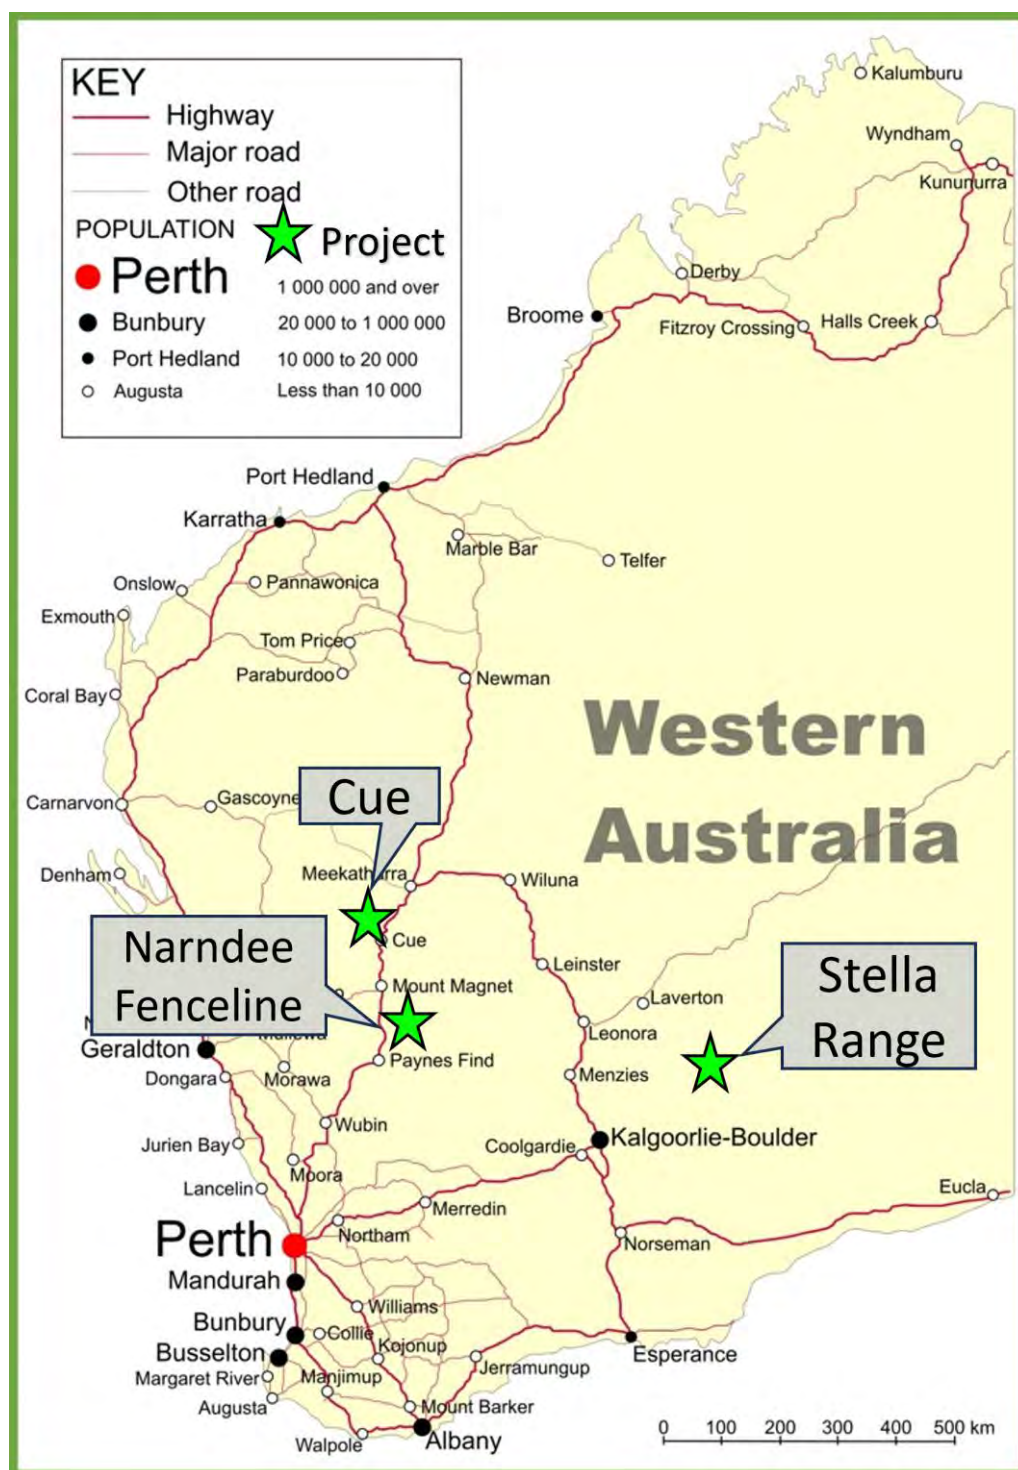 KEY
Highway
Major road
Other road
POPULATION
Project
Perth
1 000 000 and over
Bunbury
20 000 to 1 000 000
Port Hedland
10 000 to 20 000
Augusta
Less than 10 000
Kalumburu
Wyndham
Kununurra
Derby
Broome
Fitzroy Crossing
Halls Creek
Port Hedland
Karratha
Marble Bar
Telfer
Onslow
Pannawonica
Exmouth
Tom Price
Paraburdoo
Newman
Coral Bay
Western
Australia
Cue
Carnarvon
Gascoyne
Denham
Meekatharra
Wiluna
Narndee
Fenceline
Cue
Leinster
Stella
Range
Mount Magnet
Laverton
Leonora
Geraldton
Paynes Find
Dongara
Morawa
Menzies
Wubin
Kalgoorlie-Boulder
Jurien Bay
Coolgardie
Moora
Lancelin
Eucla
Merredin
Perth
Northam
Norseman
Mandurah
Williams
Bunbury
Collie
Kojonup
Busselton
Esperance
Jerramungup
Margaret River
Manjimup
Augusta
Mount Barker
Walpole
Albany
0 100 200 300 400 500 km